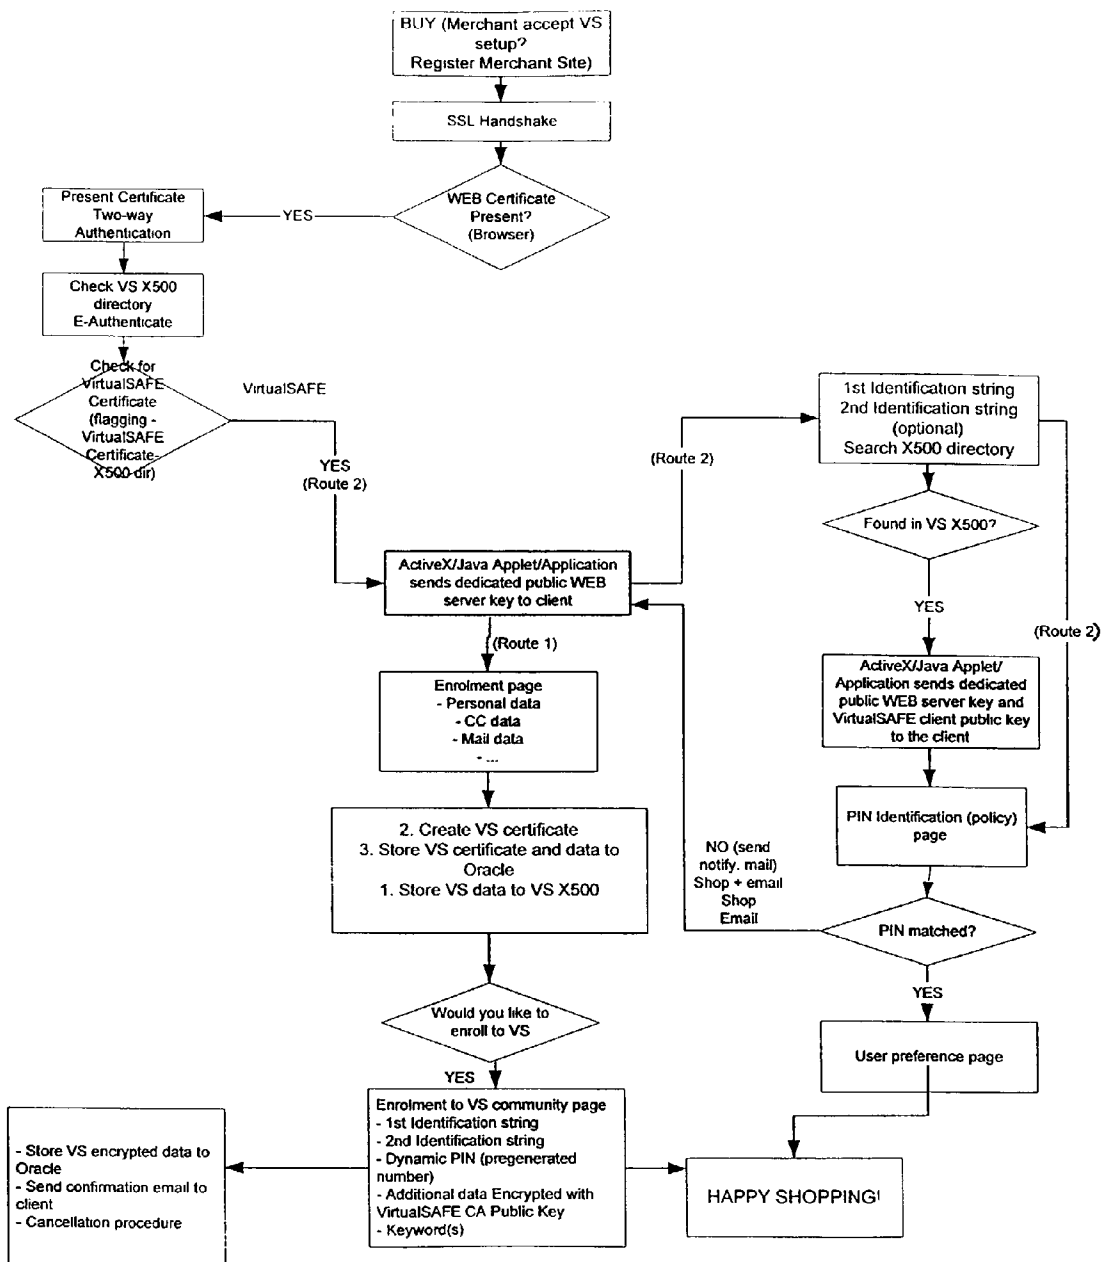 BUY (Merchant accept VS
setup?
Register Merchant Site)
SSL Handshake
WEB Certificate
Present?
(Browser)
YES
Present Certificate
Two-way
Authentication
Check VS X500
directory
E-Authenticate
Check for
VirtualSAFE
Certificate
(flagging -
VirtualSAFE
Certificate-
X500 dir)
VirtualSAFE
YES
(Route 2)
(Route 2)
1st Identification string
2nd Identification string
(optional)
Search X500 directory
Found in VS X500?
YES
(Route 2)
ActiveX/Java Applet/Application
sends dedicated public WEB
server key to client
(Route 1)
Enrolment page
- Personal data
- CC data
- Mail data
- ...
ActiveX/Java Applet/
Application sends dedicated
public WEB server key and
VirtualSAFE client public key
to the client
PIN Identification (policy)
page
2. Create VS certificate
3. Store VS certificate and data to
Oracle
1. Store VS data to VS X500
NO (send
notify. mail)
Shop + email
Shop
Email
PIN matched?
YES
Would you like to
enroll to VS
YES
User preference page
Enrolment to VS community page
- 1st Identification string
- 2nd Identification string
- Dynamic PIN (pregenerated
number)
- Additional data Encrypted with
VirtualSAFE CA Public Key
- Keyword(s)
- Store VS encrypted data to
Oracle
- Send confirmation email to
client
- Cancellation procedure
HAPPY SHOPPING!